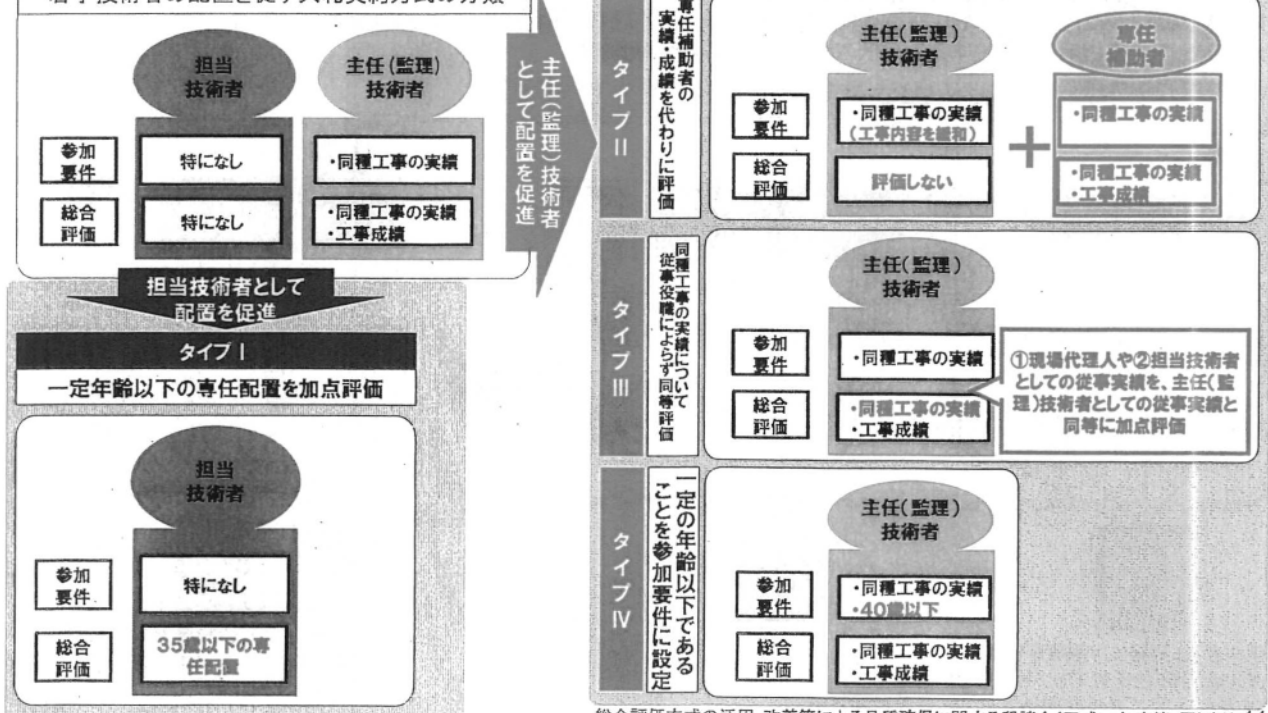 若手技術者の配置を促す入札契約方式の分類
担当
技術者
主任(監理)
技術者
参加
要件
特になし
・同種工事の実績
総合
評価
特になし
・同種工事の実績
・工事成績
主任(監理)技術者
として配置を促進
担当技術者として
配置を促進
タイプⅠ
一定年齢以下の専任配置を加点評価
担当
技術者
参加
要件
特になし
総合
評価
35歳以下の専
任配置
タイプⅡ
専任補助者の
実績・成績を代わりに評価
主任(監理)
技術者
専任
補助者
参加
要件
・同種工事の実績
(工事内容を緩和)
+
・同種工事の実績
総合
評価
評価しない
・同種工事の実績
・工事成績
タイプⅢ
同種工事の実績について
従事役職によらず同等評価
主任(監理)
技術者
参加
要件
・同種工事の実績
総合
評価
・同種工事の実績
・工事成績
①現場代理人や②担当技術者
としての従事実績を、主任(監
理)技術者としての従事実績と
同等に加点評価
タイプⅣ
一定の年齢以下である
ことを参加要件に設定
主任(監理)
技術者
参加
要件
・同種工事の実績
・40歳以下
総合
評価
・同種工事の実績
・工事成績